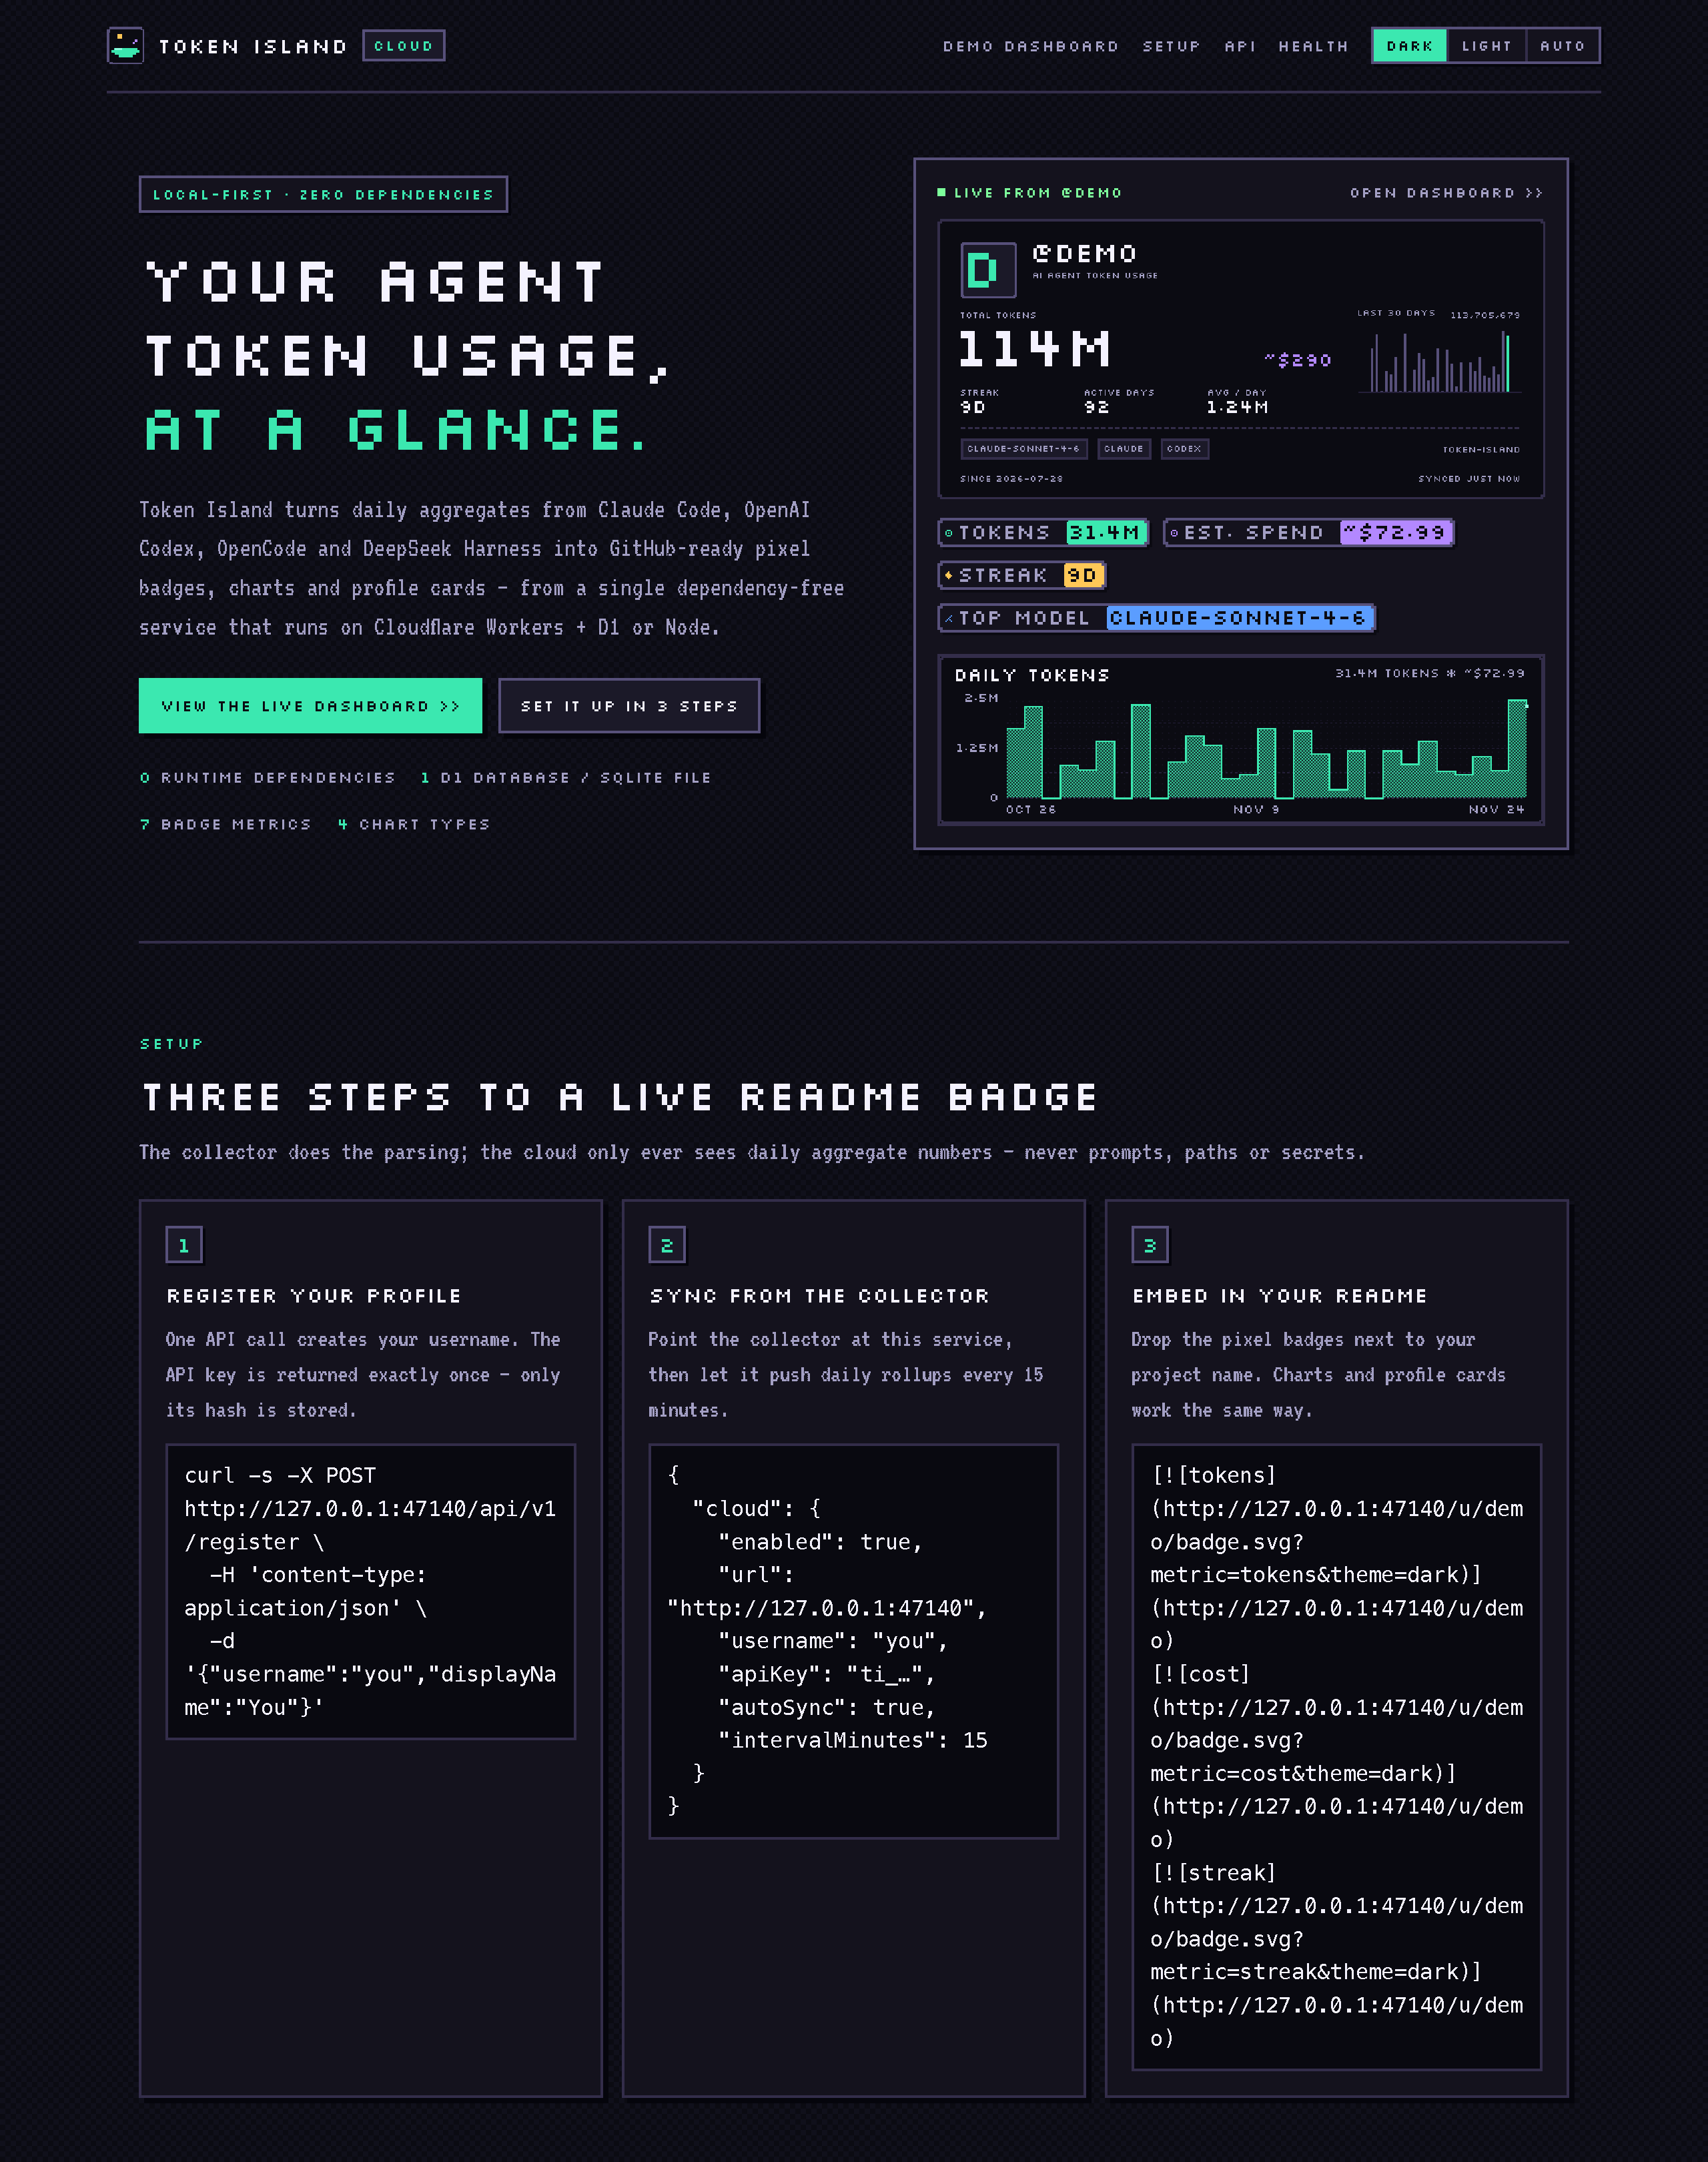 TOKEN ISLAND CLOUD
DEMO DASHBOARD SETUP API HEALTH DARK LIGHT AUTO
LOCAL-FIRST · ZERO DEPENDENCIES
YOUR AGENT
TOKEN USAGE,
AT A GLANCE.
Token Island turns daily aggregates from Claude Code, OpenAI
Codex, OpenCode and DeepSeek Harness into GitHub-ready pixel
badges, charts and profile cards — from a single dependency-free
service that runs on Cloudflare Workers + D1 or Node.
VIEW THE LIVE DASHBOARD >>
SET IT UP IN 3 STEPS
0 RUNTIME DEPENDENCIES 1 D1 DATABASE / SQLITE FILE
7 BADGE METRICS 4 CHART TYPES
LIVE FROM @DEMO
OPEN DASHBOARD >>
D
@DEMO
AI AGENT TOKEN USAGE
TOTAL TOKENS
114M
~$290
LAST 30 DAYS 113,705,679
STREAK ACTIVE DAYS AVG / DAY
9D 92 1.24M
CLAUDE-SONNET-4-6 CLAUDE CODEX
TOKEN-ISLAND
SINCE 2026-07-28
SYNCED JUST NOW
TOKENS 31.4M
EST. SPEND ~$72.99
STREAK 9D
TOP MODEL CLAUDE-SONNET-4-6
DAILY TOKENS
31.4M TOKENS * ~$72.99
2.5M
1.25M
0
OCT 26 NOV 9 NOV 24
SETUP
THREE STEPS TO A LIVE README BADGE
The collector does the parsing; the cloud only ever sees daily aggregate numbers — never prompts, paths or secrets.
1
REGISTER YOUR PROFILE
One API call creates your username. The
API key is returned exactly once — only
its hash is stored.
curl -s -X POST
http://127.0.0.1:47140/api/v1
/register \
-H 'content-type:
application/json' \
-d
'{"username":"you","displayNa
me":"You"}'
2
SYNC FROM THE COLLECTOR
Point the collector at this service,
then let it push daily rollups every 15
minutes.
{
"cloud": {
"enabled": true,
"url":
"http://127.0.0.1:47140",
"username": "you",
"apiKey": "ti_…",
"autoSync": true,
"intervalMinutes": 15
}
}
3
EMBED IN YOUR README
Drop the pixel badges next to your
project name. Charts and profile cards
work the same way.
[![tokens]
(http://127.0.0.1:47140/u/dem
o/badge.svg?
metric=tokens&theme=dark)]
(http://127.0.0.1:47140/u/dem
o)
[![cost]
(http://127.0.0.1:47140/u/dem
o/badge.svg?
metric=cost&theme=dark)]
(http://127.0.0.1:47140/u/dem
o)
[![streak]
(http://127.0.0.1:47140/u/dem
o/badge.svg?
metric=streak&theme=dark)]
(http://127.0.0.1:47140/u/dem
o)